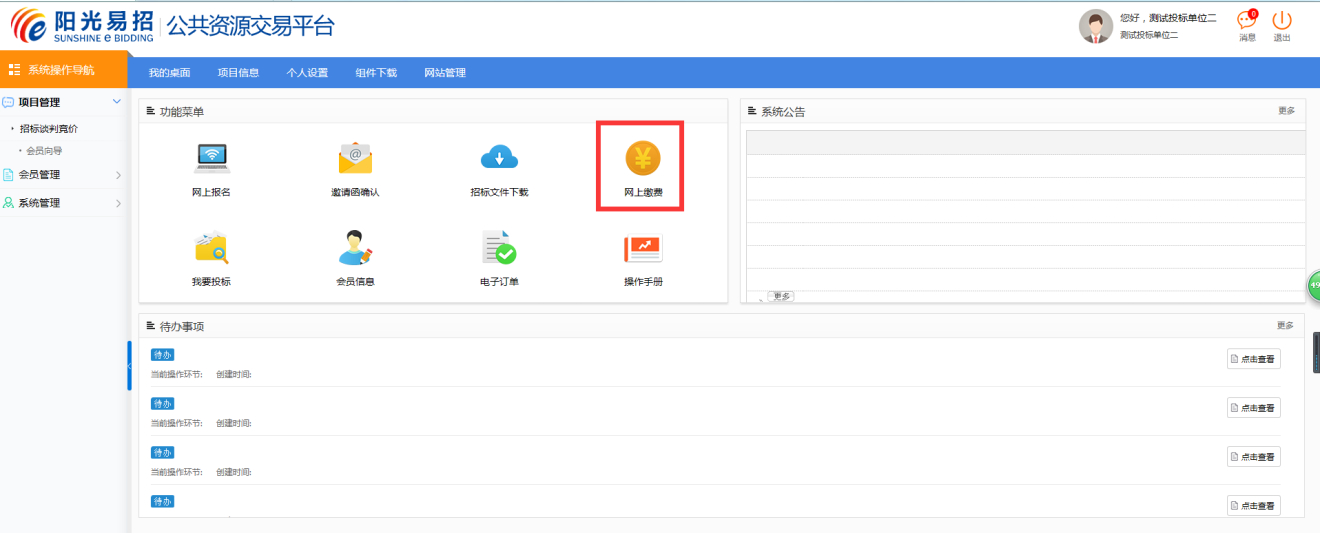 阳光易招
SUNSHINE e BIDDING
公共资源交易平台
您好，测试投标单位二
测试投标单位二
0
消息
退出
系统操作导航
我的桌面
项目信息
个人设置
组件下载
网站管理
项目管理
招标谈判竞价
会员向导
会员管理
系统管理
功能菜单
网上报名
邀请函确认
招标文件下载
网上缴费
我要投标
会员信息
电子订单
操作手册
系统公告
更多
更多
待办事项
更多
待办
当前操作环节: 创建时间:
点击查看
待办
当前操作环节: 创建时间:
点击查看
待办
当前操作环节: 创建时间:
点击查看
待办
点击查看